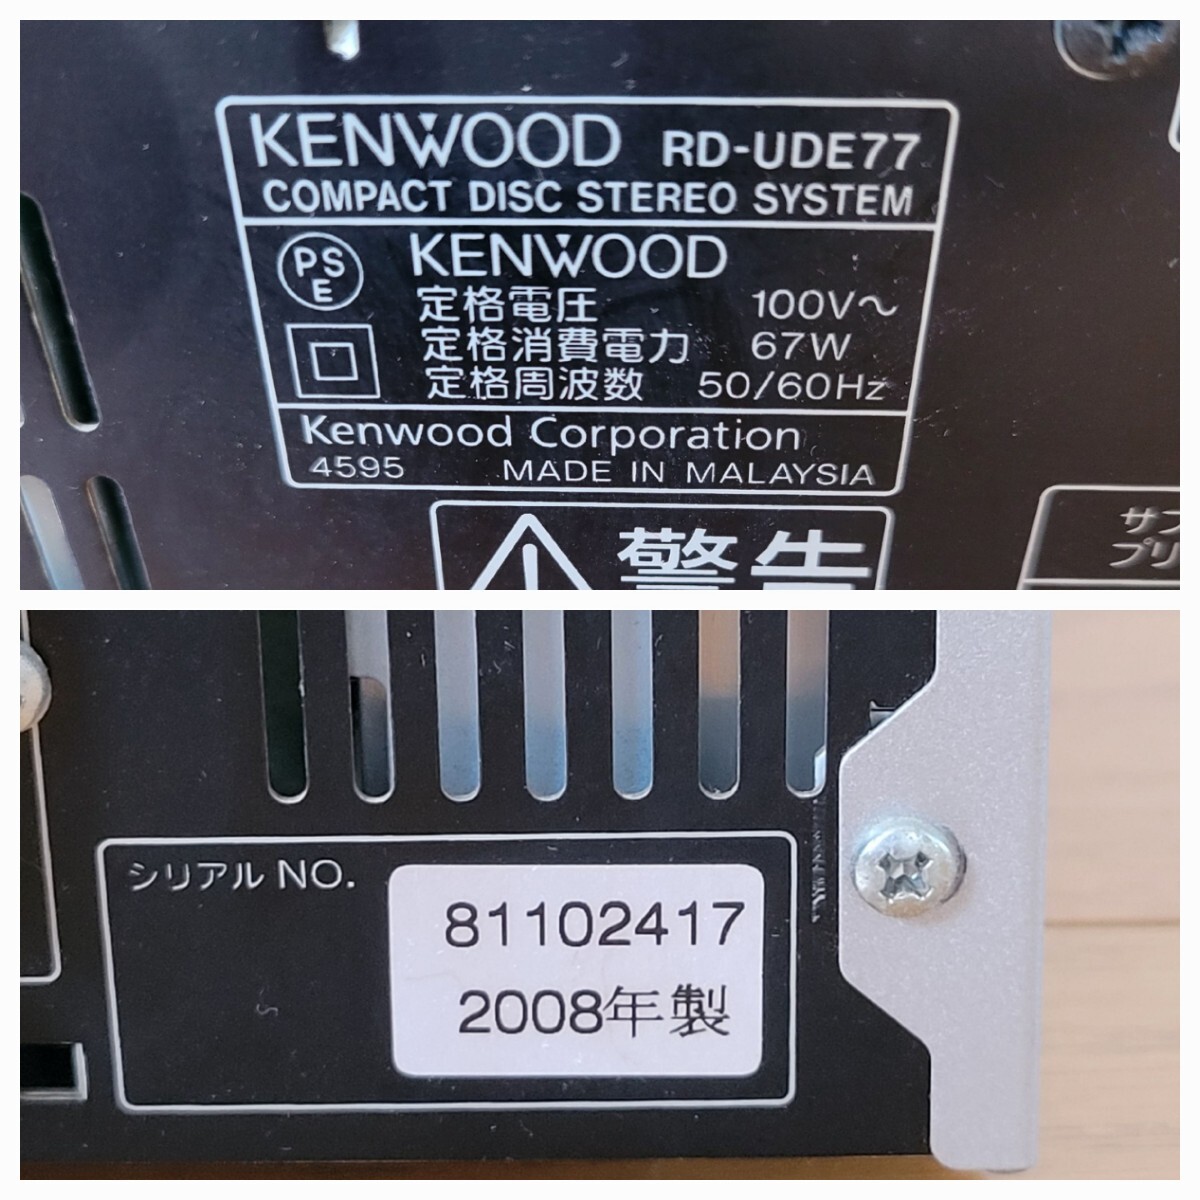 KENWOOD RD-UDE77
COMPACT DISC STEREO SYSTEM
PS
E
KENWOOD
定格電圧 100V～
定格消費電力 67W
定格周波数 50/60Hz
Kenwood Corporation
4595 MADE IN MALAYSIA
警告
シリアル NO.
81102417
2008年製